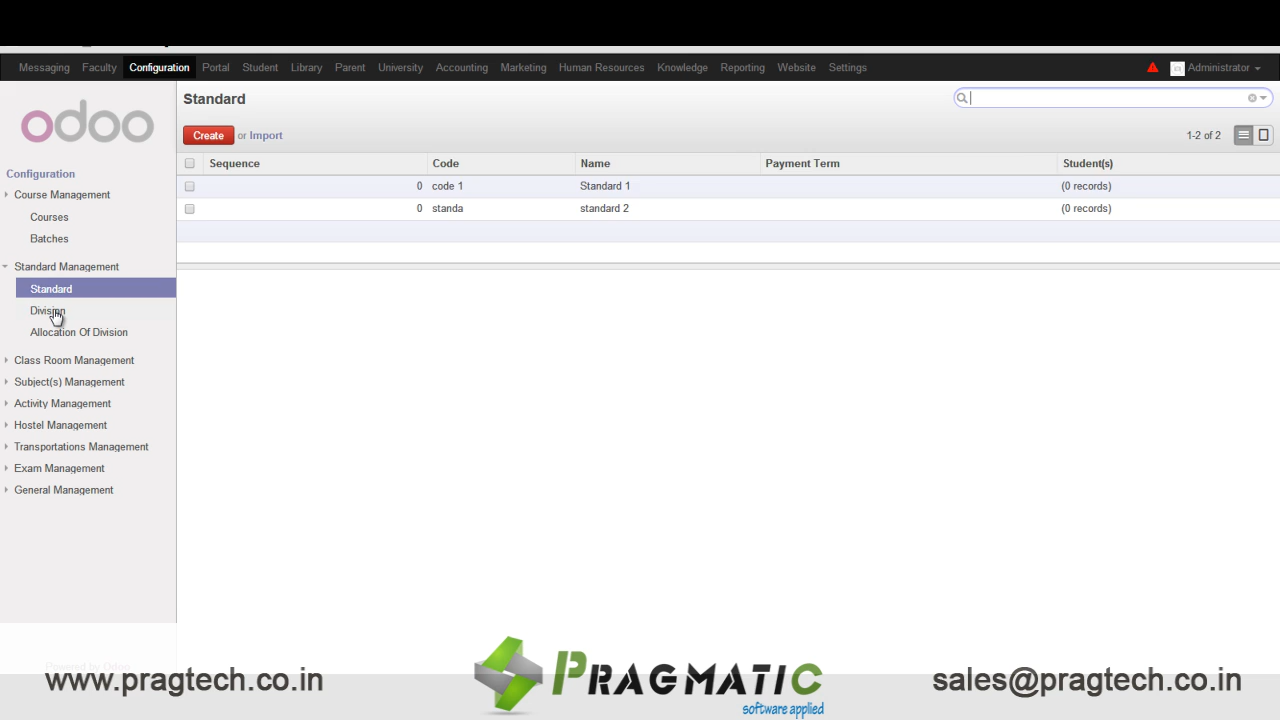 Messaging Faculty Configuration Portal Student Library Parent University Accounting Marketing Human Resources Knowledge Reporting Website Settings Administrator
odoo
Standard
Create or Import 1-2 of 2
Sequence Code Name Payment Term Student(s)
0 code 1 Standard 1 (0 records)
0 standa standard 2 (0 records)
Configuration
Course Management
Courses
Batches
Standard Management
Standard
Division
Allocation Of Division
Class Room Management
Subject(s) Management
Activity Management
Hostel Management
Transportations Management
Exam Management
General Management
Powered by Odoo
www.pragtech.co.in
PRAGMATIC
software applied
sales@pragtech.co.in